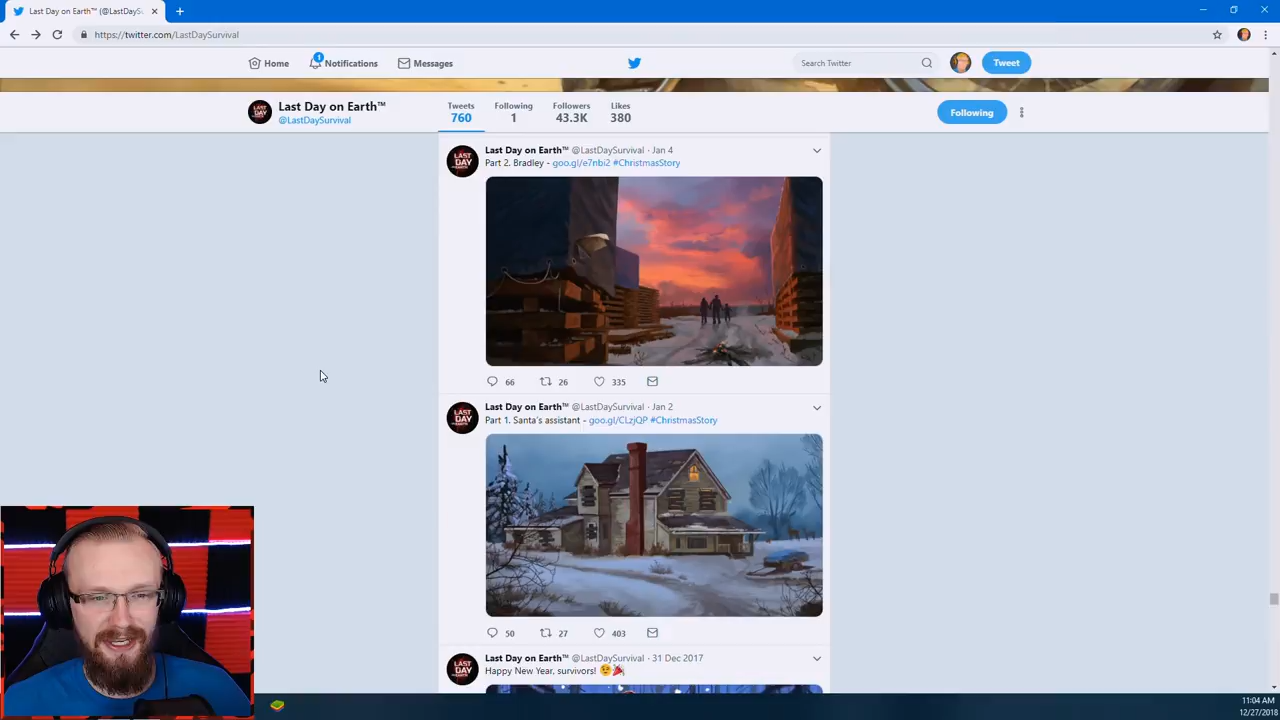 Last Day on Earth™ (@LastDayS
https://twitter.com/LastDaySurvival
Home
1
Notifications
Messages
Search Twitter
Tweet
Last Day on Earth™
@LastDaySurvival
Tweets
760
Following
1
Followers
43.3K
Likes
380
Following
Last Day on Earth™ @LastDaySurvival · Jan 4
Part 2. Bradley - goo.gl/e7nbi2 #ChristmasStory
66 26 335
Last Day on Earth™ @LastDaySurvival · Jan 2
Part 1. Santa's assistant - goo.gl/CLzjQP #ChristmasStory
50 27 403
Last Day on Earth™ @LastDaySurvival · 31 Dec 2017
Happy New Year, survivors! 😉🎉
11:04 AM
12/27/2018